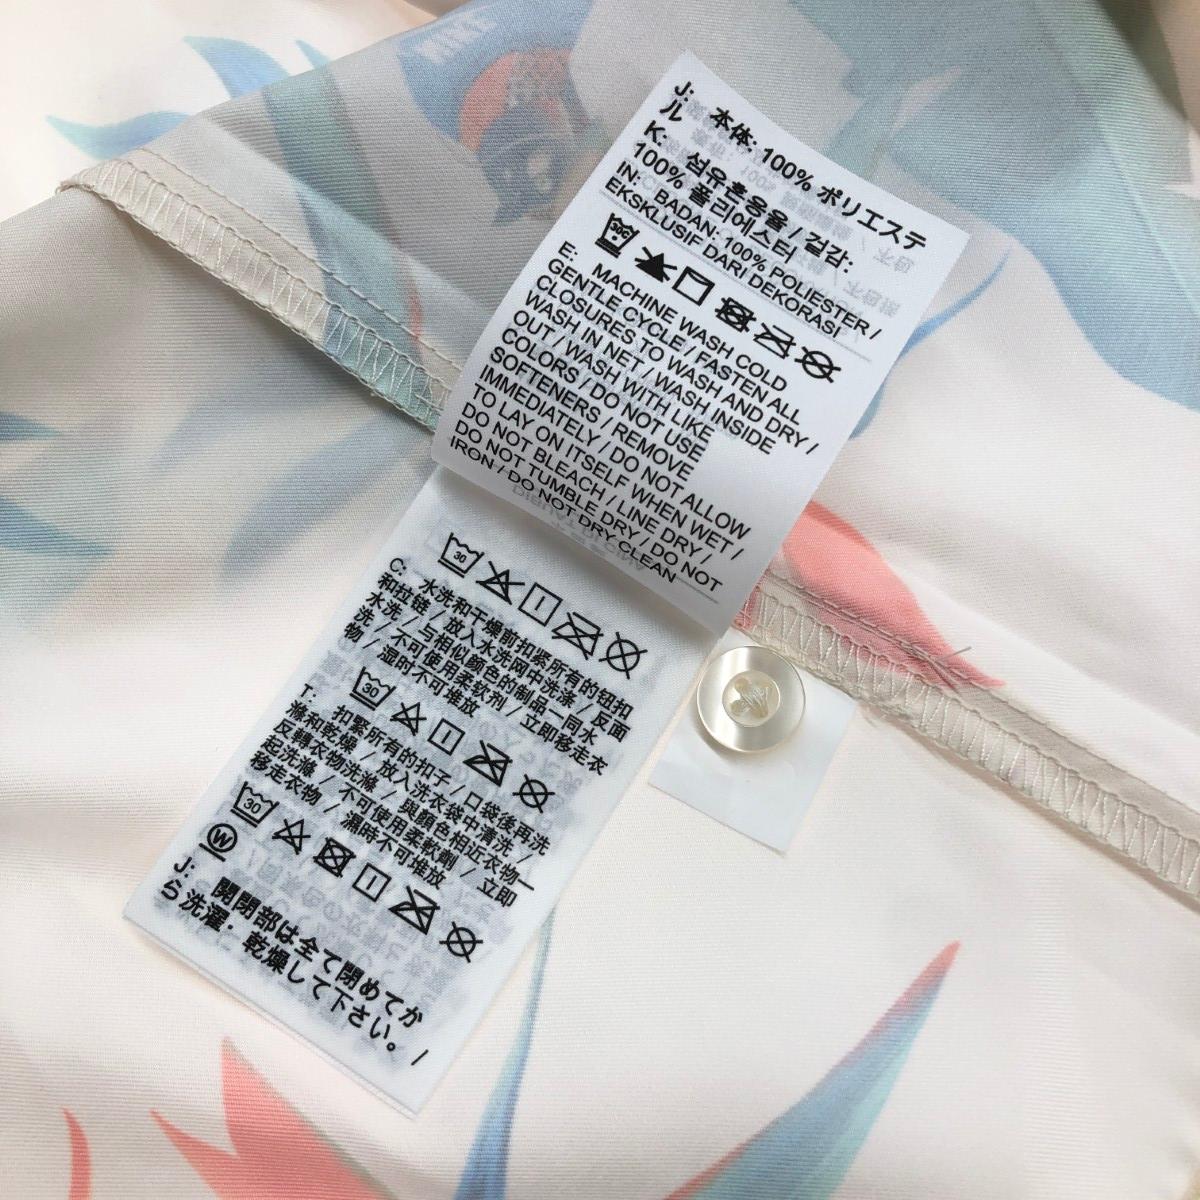 NIKE
J: 本体: 100% ポリエステ
ル
K: 섬유혼용율 / 겉감:
100% 폴리에스터
IN: BADAN: 100% POLIESTER /
EKSKLUSIF DARI DEKORASI
30C
E: MACHINE WASH COLD
GENTLE CYCLE / FASTEN ALL
CLOSURES TO WASH AND DRY /
WASH IN NET / WASH INSIDE
OUT / WASH WITH LIKE
COLORS / DO NOT USE
SOFTENERS / REMOVE
IMMEDIATELY / DO NOT ALLOW
TO LAY ON ITSELF WHEN WET /
DO NOT BLEACH / LINE DRY /
DO NOT TUMBLE DRY / DO NOT
IRON / DO NOT DRY CLEAN
30
C: 水洗和干燥前扣紧所有的钮扣
和拉链 / 放入水洗网中洗涤 / 反面
水洗 / 与相似颜色的制品一同水
洗 / 不可使用柔软剂 / 立即移走衣
物 / 湿时不可堆放
30
T: 扣緊所有的扣子 / 口袋後再洗
滌和乾燥 / 放入洗衣袋中清洗 /
反轉衣物洗滌 / 與顏色相近衣物一
起洗滌 / 不可使用柔軟劑 / 立即
移走衣物 / 濕時不可堆放
30
W
J: 開閉部は全て閉めてか
ら洗濯・乾燥して下さい。 /